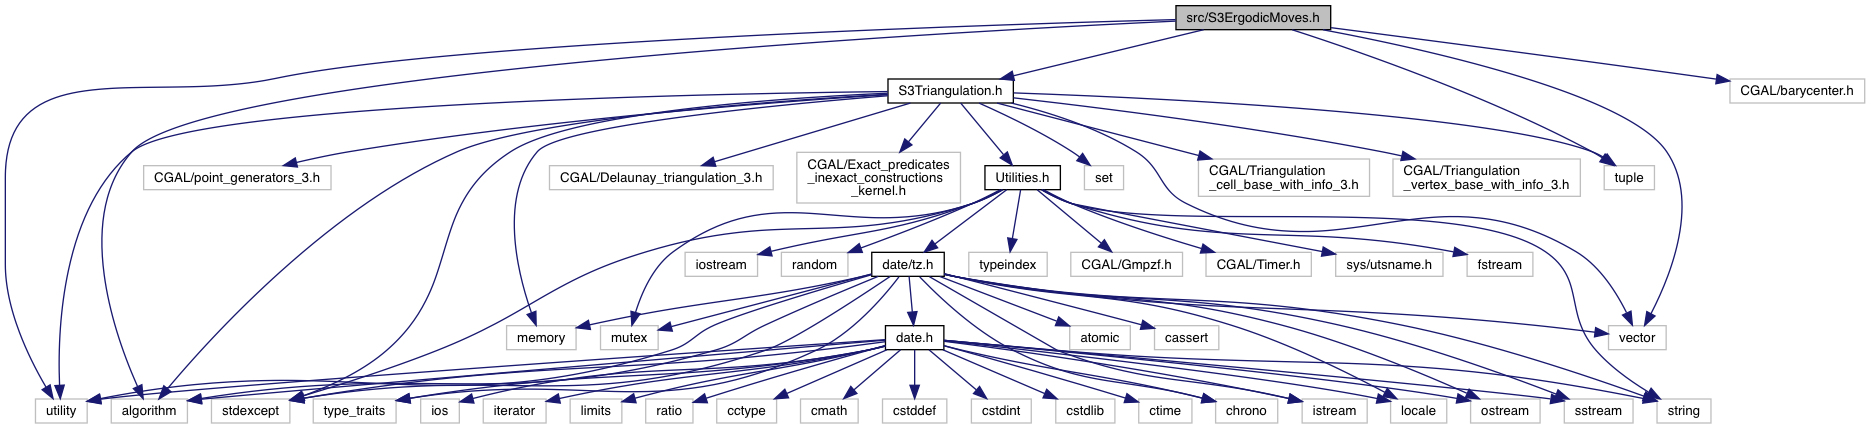 src/S3ErgodicMoves.h
S3Triangulation.h
CGAL/barycenter.h
CGAL/point_generators_3.h
CGAL/Delaunay_triangulation_3.h
CGAL/Exact_predicates
_inexact_constructions
_kernel.h
Utilities.h
set
CGAL/Triangulation
_cell_base_with_info_3.h
CGAL/Triangulation
_vertex_base_with_info_3.h
tuple
iostream
random
date/tz.h
typeindex
CGAL/Gmpzf.h
CGAL/Timer.h
sys/utsname.h
fstream
memory
mutex
date.h
atomic
cassert
vector
utility
algorithm
stdexcept
type_traits
ios
iterator
limits
ratio
cctype
cmath
cstddef
cstdint
cstdlib
ctime
chrono
istream
locale
ostream
sstream
string